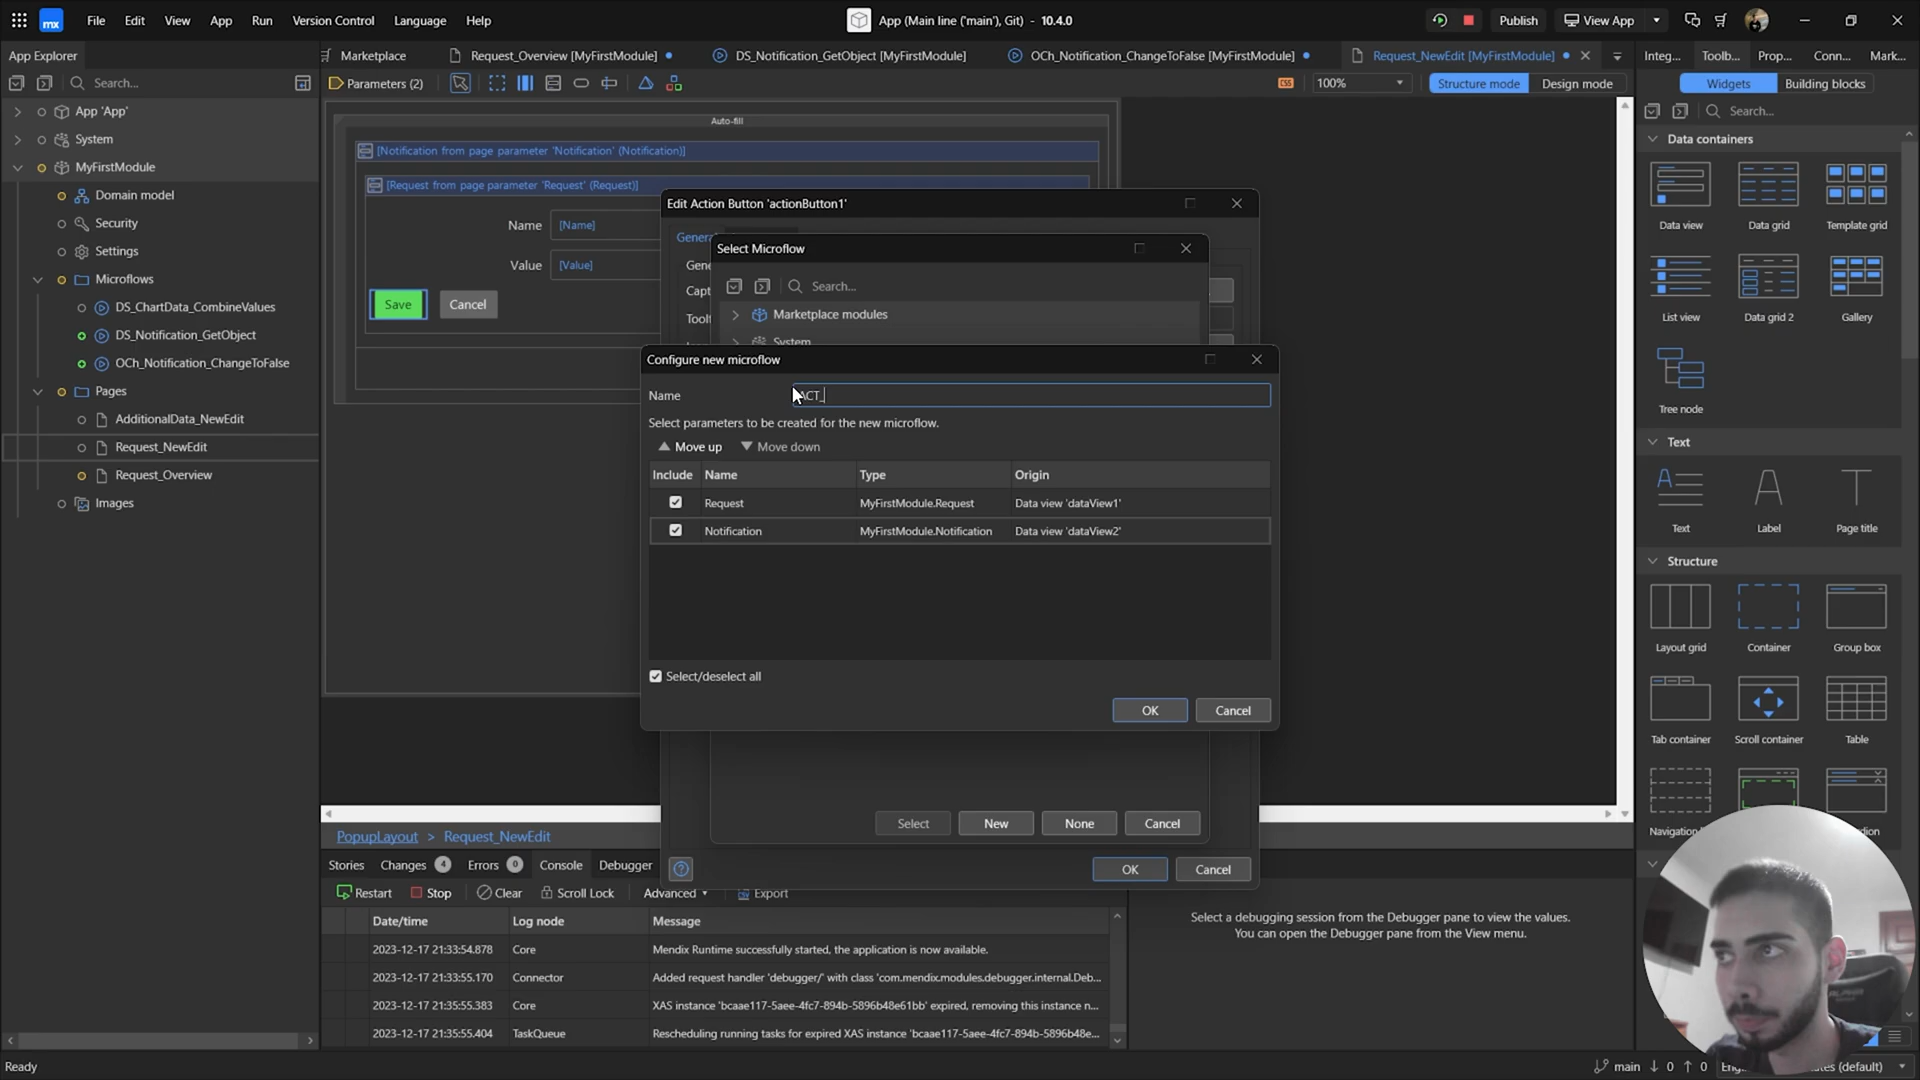 mx
File
Edit
View
App
Run
Version Control
Language
Help
App (Main line ('main'), Git) - 10.4.0
Publish
View App
App Explorer
Marketplace
Request_Overview [MyFirstModule]
DS_Notification_GetObject [MyFirstModule]
OCh_Notification_ChangeToFalse [MyFirstModule]
Request_NewEdit [MyFirstModule]
Integ...
Toolb...
Prop...
Conn...
Mark...
Search...
Parameters (2)
CSS
100%
Structure mode
Design mode
Widgets
Building blocks
Search...
App 'App'
System
MyFirstModule
Domain model
Security
Settings
Microflows
DS_ChartData_CombineValues
DS_Notification_GetObject
OCh_Notification_ChangeToFalse
Pages
AdditionalData_NewEdit
Request_NewEdit
Request_Overview
Images
Auto-fill
[Notification from page parameter 'Notification' (Notification)]
[Request from page parameter 'Request' (Request)]
Name
[Name]
Value
[Value]
Save
Cancel
Edit Action Button 'actionButton1'
General
Gene
Capt
Toolt
Select Microflow
Search...
Marketplace modules
System
Configure new microflow
Name
ACT_
Select parameters to be created for the new microflow.
Move up
Move down
Include
Name
Type
Origin
Request
MyFirstModule.Request
Data view 'dataView1'
Notification
MyFirstModule.Notification
Data view 'dataView2'
Select/deselect all
OK
Cancel
Select
New
None
Cancel
OK
Cancel
Data containers
Data view
Data grid
Template grid
List view
Data grid 2
Gallery
Tree node
Text
Text
Label
Page title
Structure
Layout grid
Container
Group box
Tab container
Scroll container
Table
Navigation
PopupLayout > Request_NewEdit
Stories
Changes 4
Errors 0
Console
Debugger
Restart
Stop
Clear
Scroll Lock
Advanced
Export
Date/time
Log node
Message
2023-12-17 21:33:54.878
Core
Mendix Runtime successfully started, the application is now available.
2023-12-17 21:33:55.170
Connector
Added request handler 'debugger/' with class 'com.mendix.modules.debugger.internal.Deb...
2023-12-17 21:35:55.383
Core
XAS instance 'bcaae117-5aee-4fc7-894b-5896b48e61bb' expired, removing this instance n...
2023-12-17 21:35:55.404
TaskQueue
Rescheduling running tasks for expired XAS instance 'bcaae117-5aee-4fc7-894b-5896b48e...
Select a debugging session from the Debugger pane to view the values.
You can open the Debugger pane from the View menu.
Ready
main
0
0
(default)